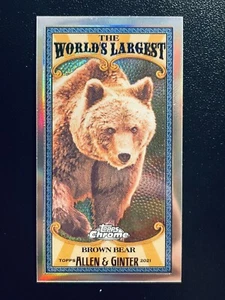 THE
WORLD'S LARGEST
Topps
Chrome
BROWN BEAR
TOPPS ALLEN & GINTER 2021